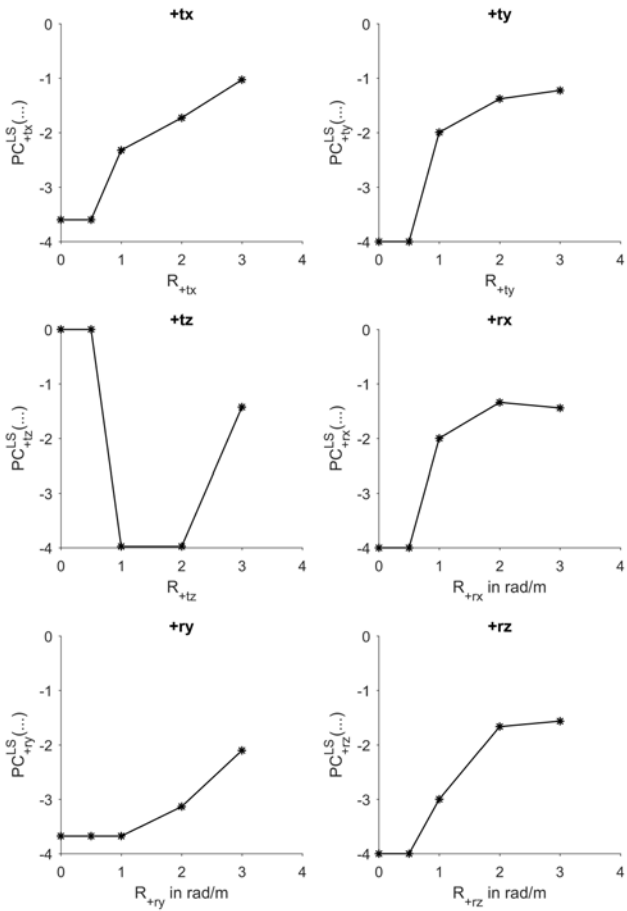 +tx
0
-1
-2
-3
-4
PC^LS_+tx(...)
0 1 2 3 4
R_+tx
+ty
0
-1
-2
-3
-4
PC^LS_+ty(...)
0 1 2 3 4
R_+ty
+tz
0
-1
-2
-3
-4
PC^LS_+tz(...)
0 1 2 3 4
R_+tz
+rx
0
-1
-2
-3
-4
PC^LS_+rx(...)
0 1 2 3 4
R_+rx in rad/m
+ry
0
-1
-2
-3
-4
PC^LS_+ry(...)
0 1 2 3 4
R_+ry in rad/m
+rz
0
-1
-2
-3
-4
PC^LS_+rz(...)
0 1 2 3 4
R_+rz in rad/m